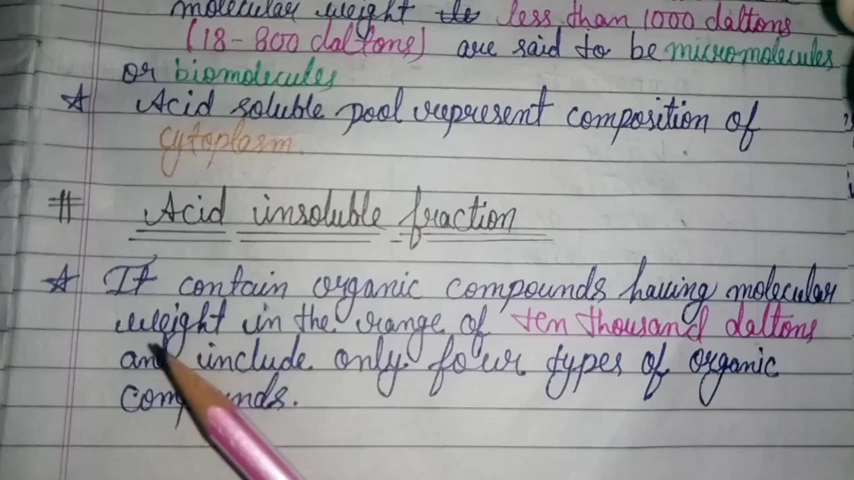 molecular weight is less than 1000 daltons
(18-800 daltons) are said to be micromolecules
or biomolecules
☆ Acid soluble pool represent composition of
cytoplasm.
# Acid insoluble fraction
☆ It contain organic compounds having molecular
weight in the range of ten thousand daltons
and include only four types of organic
compounds.